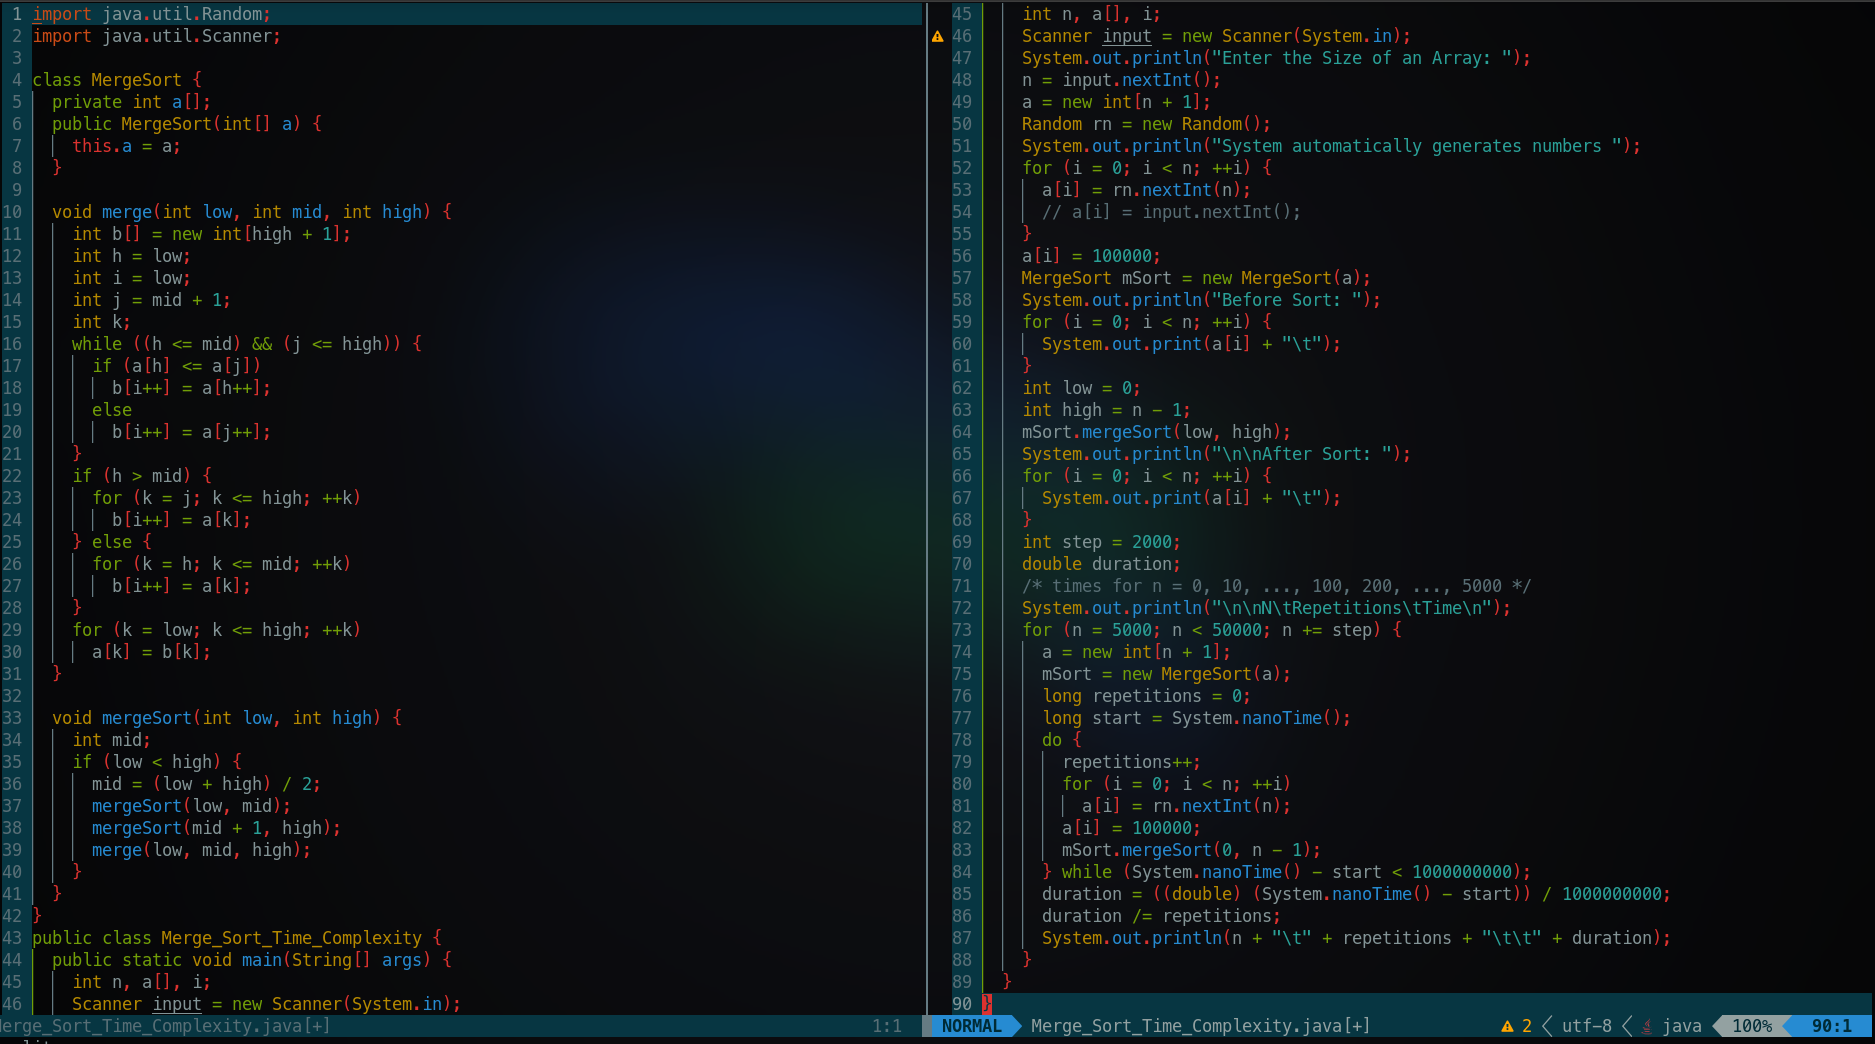 1 import java.util.Random;
2 import java.util.Scanner;
3
4 class MergeSort {
5   private int a[];
6   public MergeSort(int[] a) {
7     this.a = a;
8   }
9
10   void merge(int low, int mid, int high) {
11     int b[] = new int[high + 1];
12     int h = low;
13     int i = low;
14     int j = mid + 1;
15     int k;
16     while ((h <= mid) && (j <= high)) {
17       if (a[h] <= a[j])
18         b[i++] = a[h++];
19       else
20         b[i++] = a[j++];
21     }
22     if (h > mid) {
23       for (k = j; k <= high; ++k)
24         b[i++] = a[k];
25     } else {
26       for (k = h; k <= mid; ++k)
27         b[i++] = a[k];
28     }
29     for (k = low; k <= high; ++k)
30       a[k] = b[k];
31   }
32
33   void mergeSort(int low, int high) {
34     int mid;
35     if (low < high) {
36       mid = (low + high) / 2;
37       mergeSort(low, mid);
38       mergeSort(mid + 1, high);
39       merge(low, mid, high);
40     }
41   }
42 }
43 public class Merge_Sort_Time_Complexity {
44   public static void main(String[] args) {
45     int n, a[], i;
46     Scanner input = new Scanner(System.in);
erge_Sort_Time_Complexity.java[+] 1:1
45     int n, a[], i;
46     Scanner input = new Scanner(System.in);
47     System.out.println("Enter the Size of an Array: ");
48     n = input.nextInt();
49     a = new int[n + 1];
50     Random rn = new Random();
51     System.out.println("System automatically generates numbers ");
52     for (i = 0; i < n; ++i) {
53       a[i] = rn.nextInt(n);
54       // a[i] = input.nextInt();
55     }
56     a[i] = 100000;
57     MergeSort mSort = new MergeSort(a);
58     System.out.println("Before Sort: ");
59     for (i = 0; i < n; ++i) {
60       System.out.print(a[i] + "\t");
61     }
62     int low = 0;
63     int high = n - 1;
64     mSort.mergeSort(low, high);
65     System.out.println("\n\nAfter Sort: ");
66     for (i = 0; i < n; ++i) {
67       System.out.print(a[i] + "\t");
68     }
69     int step = 2000;
70     double duration;
71     /* times for n = 0, 10, ..., 100, 200, ..., 5000 */
72     System.out.println("\n\nN\tRepetitions\tTime\n");
73     for (n = 5000; n < 50000; n += step) {
74       a = new int[n + 1];
75       mSort = new MergeSort(a);
76       long repetitions = 0;
77       long start = System.nanoTime();
78       do {
79         repetitions++;
80         for (i = 0; i < n; ++i)
81           a[i] = rn.nextInt(n);
82         a[i] = 100000;
83         mSort.mergeSort(0, n - 1);
84       } while (System.nanoTime() - start < 1000000000);
85       duration = ((double) (System.nanoTime() - start)) / 1000000000;
86       duration /= repetitions;
87       System.out.println(n + "\t" + repetitions + "\t\t" + duration);
88     }
89   }
90 }
NORMAL Merge_Sort_Time_Complexity.java[+] 2 utf-8 java 100% 90:1